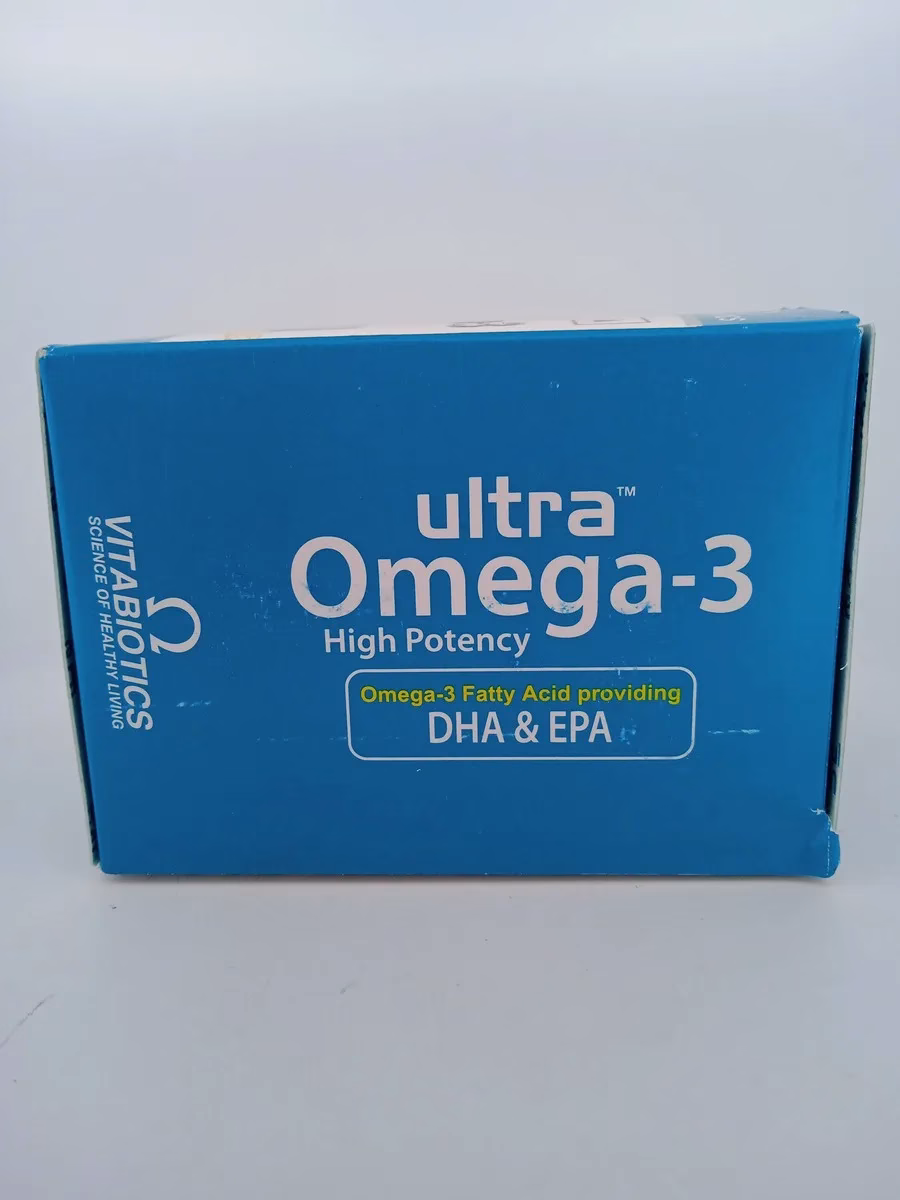 ultra™
Omega-3
High Potency
Omega-3 Fatty Acid providing
DHA & EPA
VITABIOTICS
SCIENCE OF HEALTHY LIVING